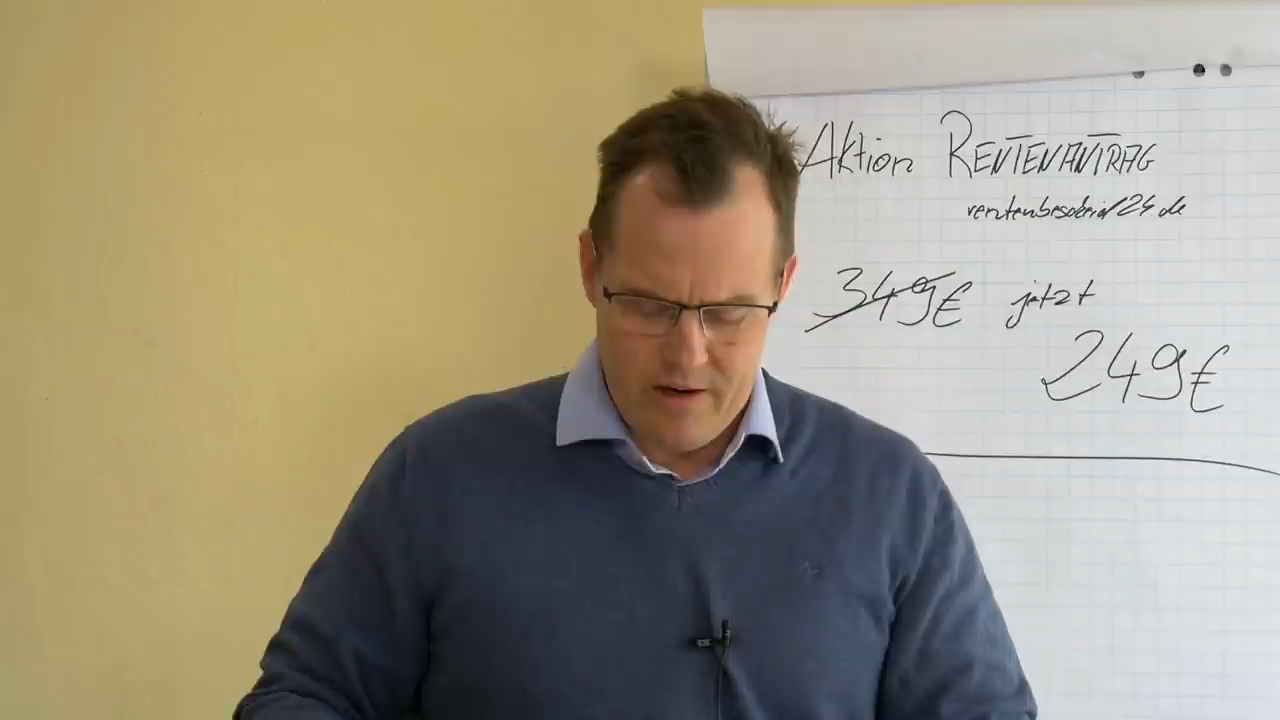 Aktion RENTENANTRAG
rentenbescheid24.de
349€ jetzt
249€